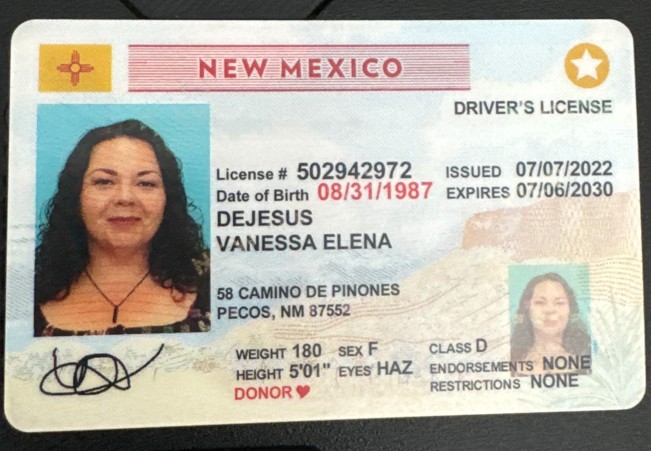 NEW MEXICO
DRIVER'S LICENSE
License # 502942972
ISSUED 07/07/2022
Date of Birth 08/31/1987
EXPIRES 07/06/2030
DEJESUS
VANESSA ELENA
58 CAMINO DE PINONES
PECOS, NM 87552
WEIGHT 180 SEX F
CLASS D
HEIGHT 5'01" EYES HAZ
ENDORSEMENTS NONE
DONOR ♥
RESTRICTIONS NONE